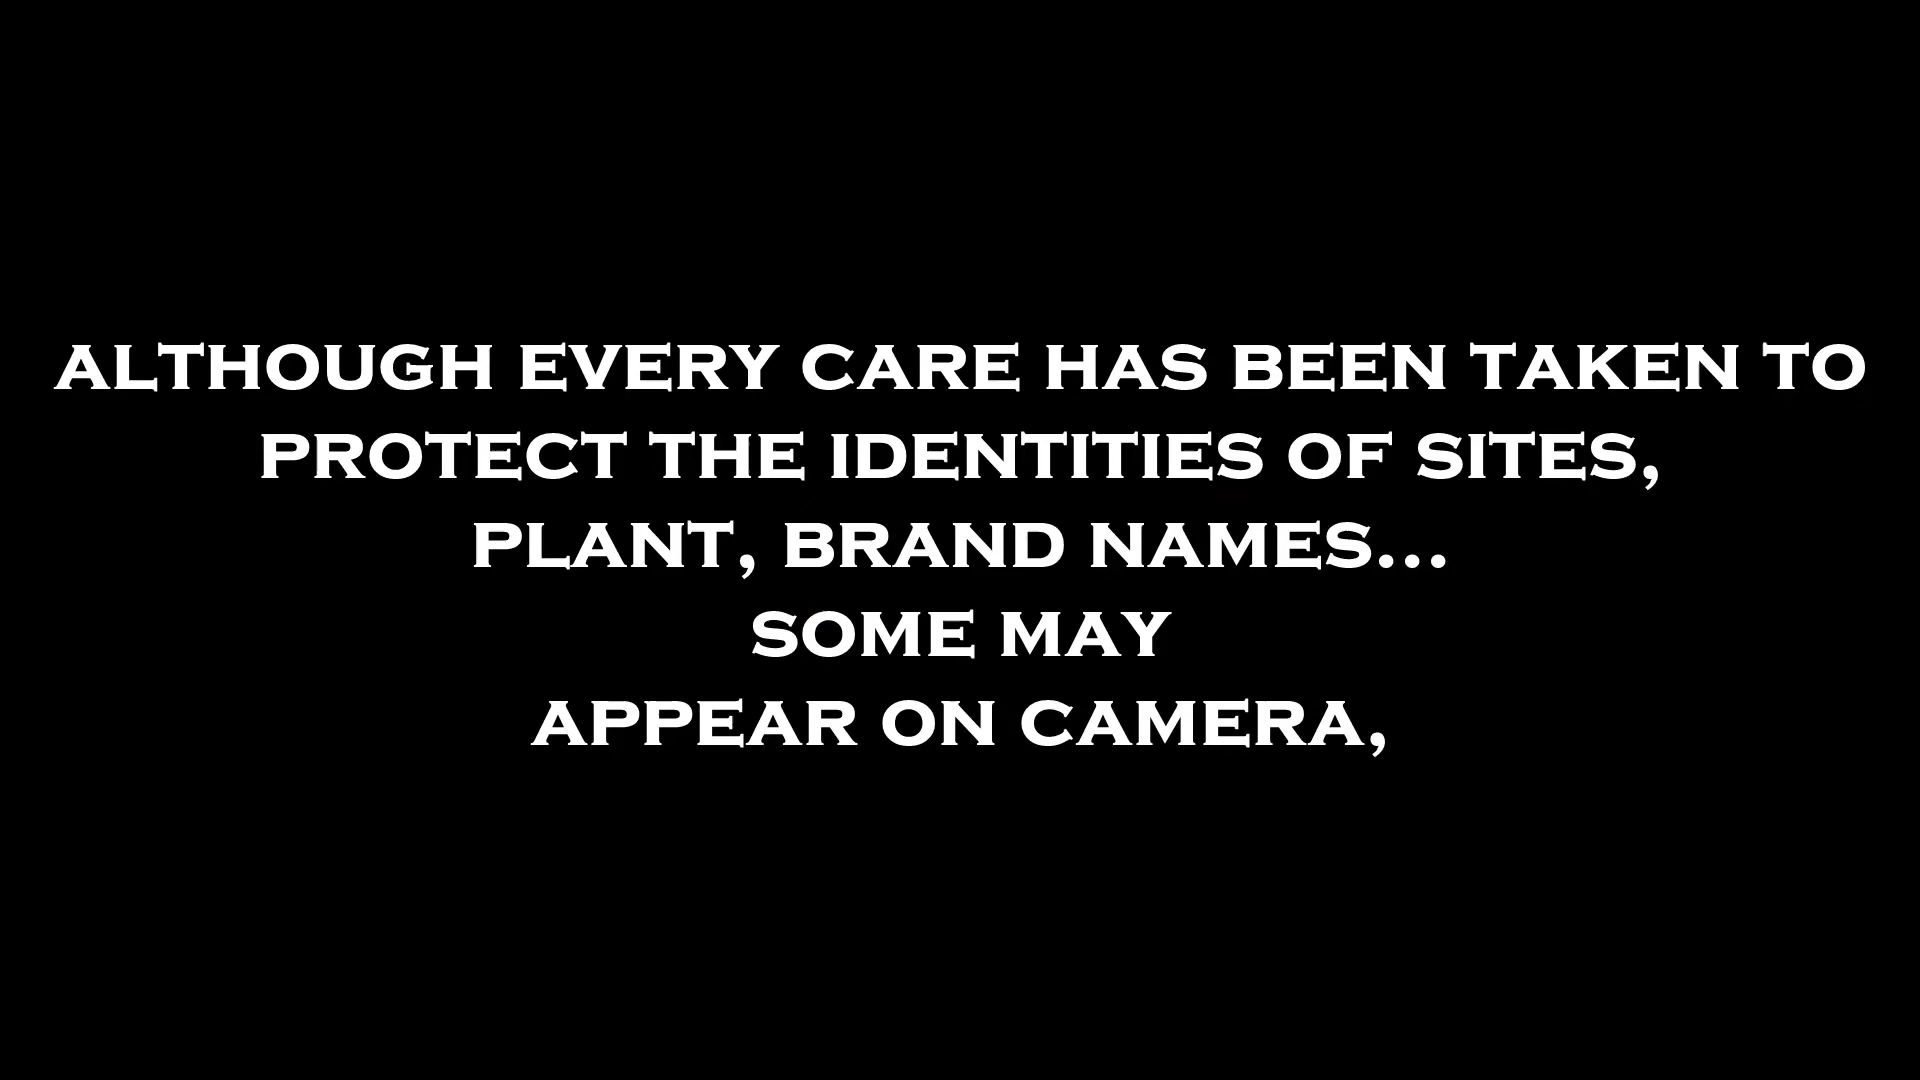 ALTHOUGH EVERY CARE HAS BEEN TAKEN TO
PROTECT THE IDENTITIES OF SITES,
PLANT, BRAND NAMES...
SOME MAY
APPEAR ON CAMERA,